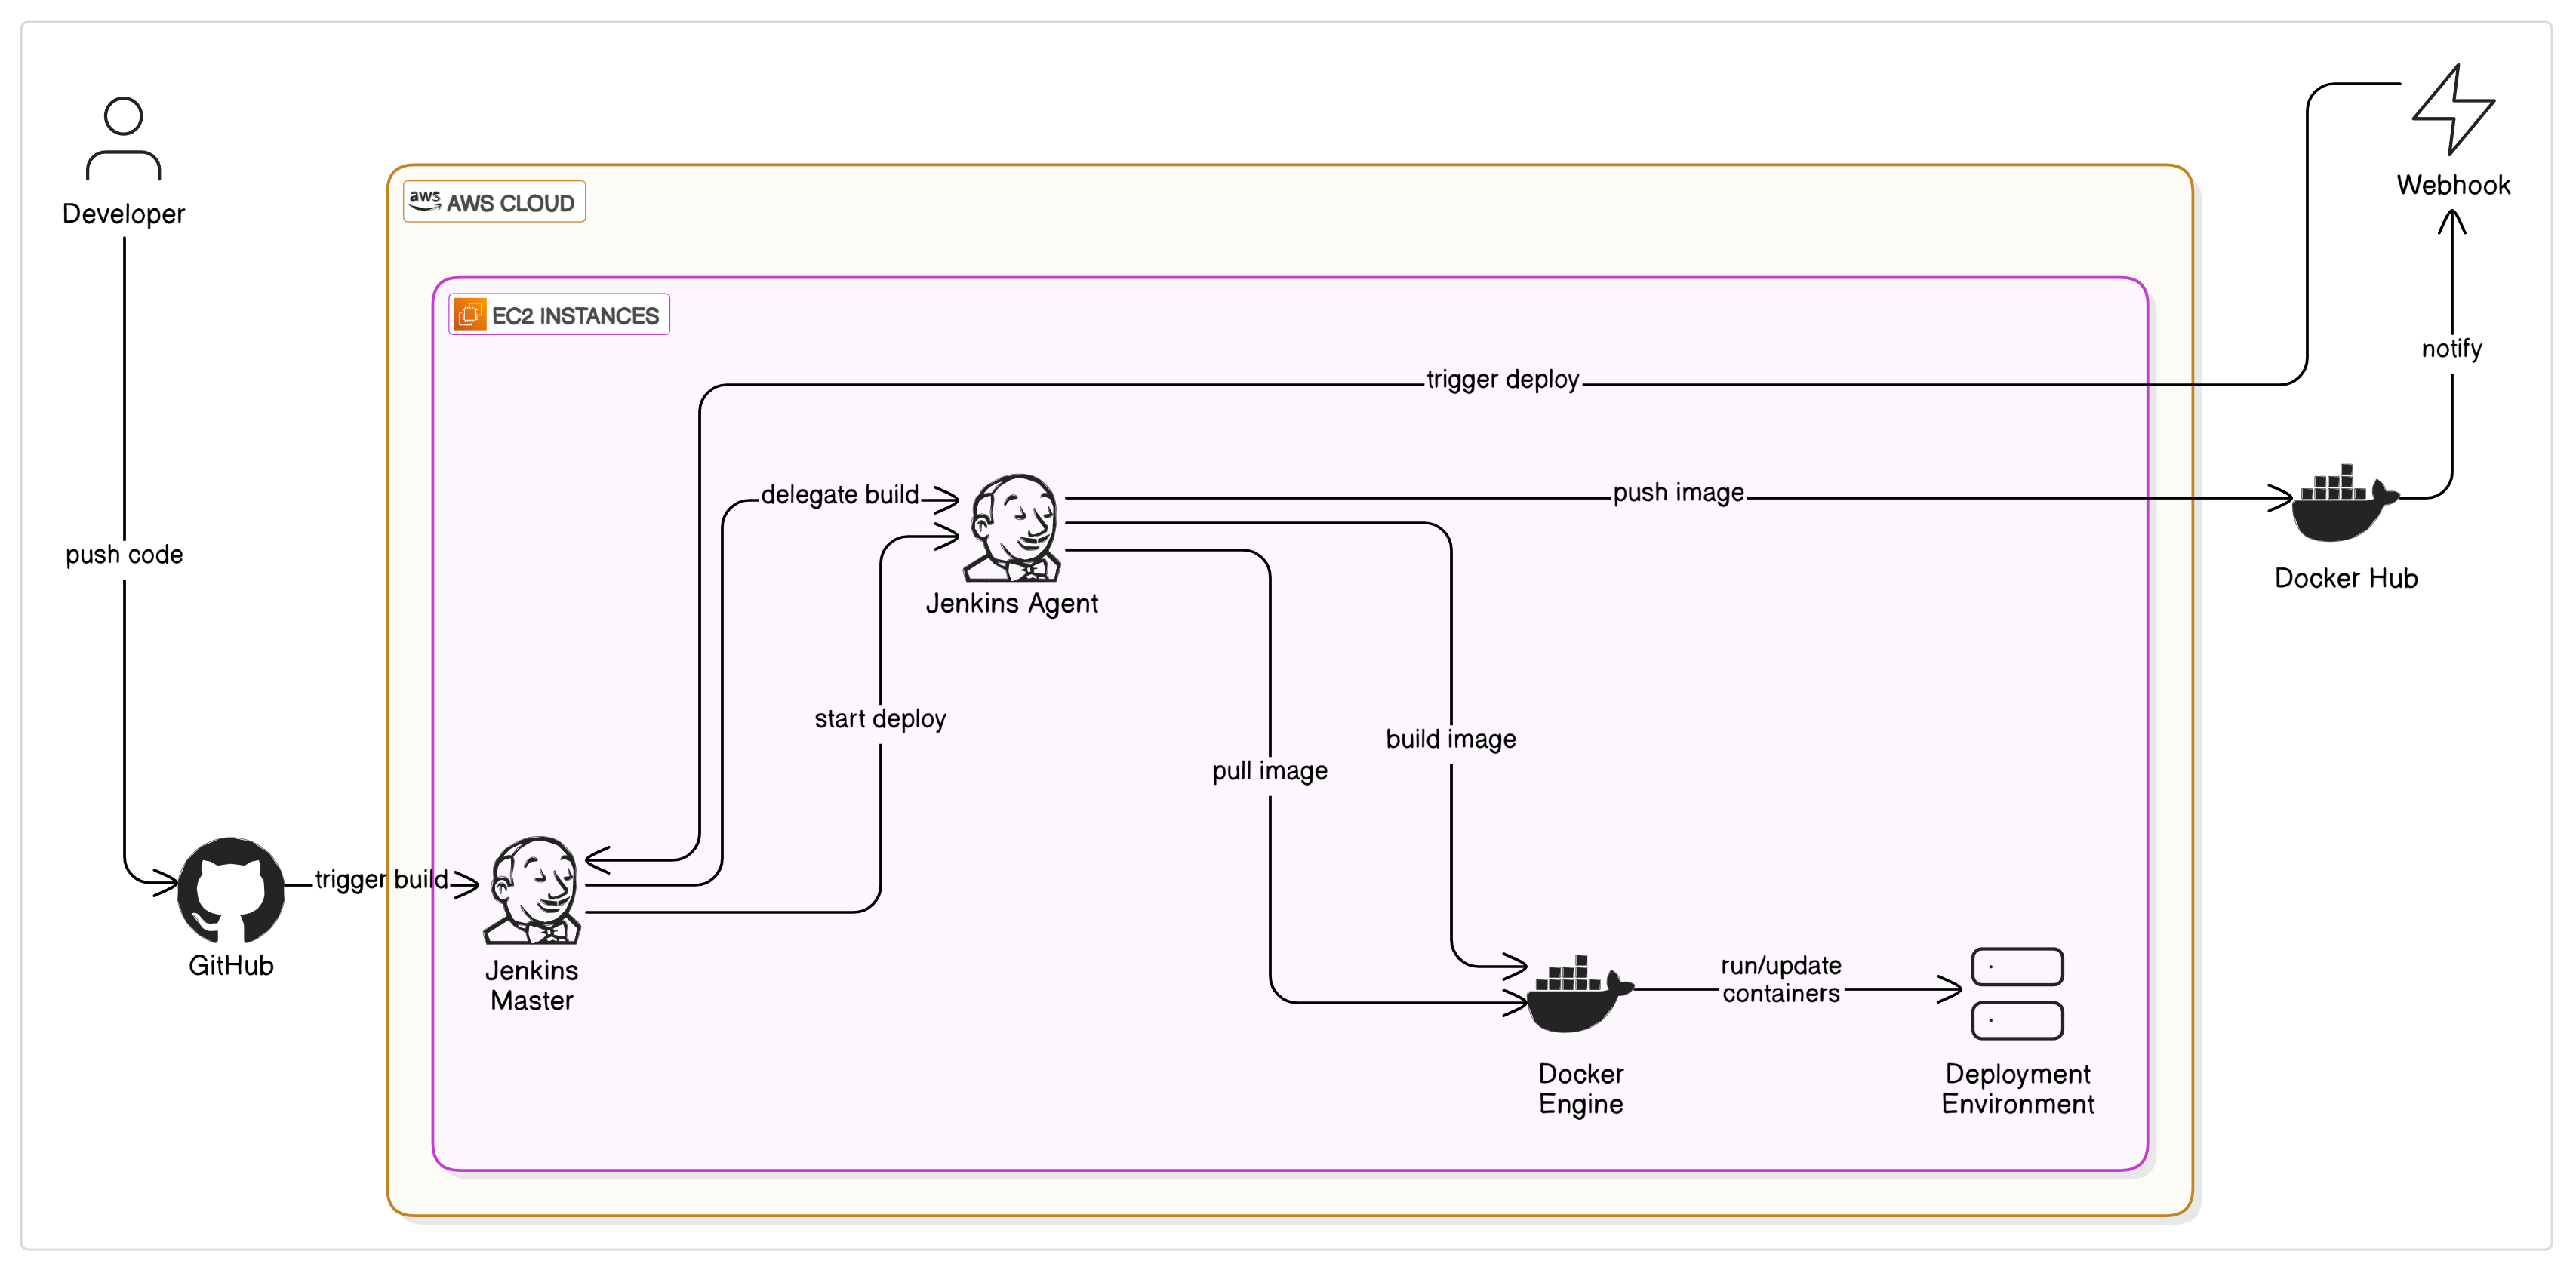 Developer
Webhook
aws AWS CLOUD
EC2 INSTANCES
notify
trigger deploy
delegate build
push image
push code
Docker Hub
Jenkins Agent
start deploy
build image
pull image
trigger build
GitHub
Jenkins
Master
run/update
containers
Docker
Engine
Deployment
Environment